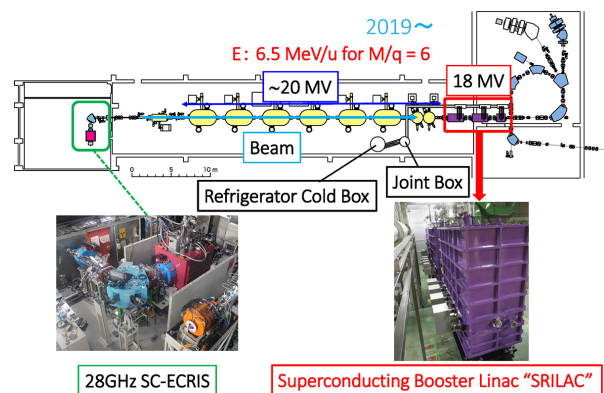 2019～
E: 6.5 MeV/u for M/q = 6
~20 MV
18 MV
Beam
0
5
10 m
Refrigerator Cold Box
Joint Box
28GHz SC-ECRIS
Superconducting Booster Linac “SRILAC”